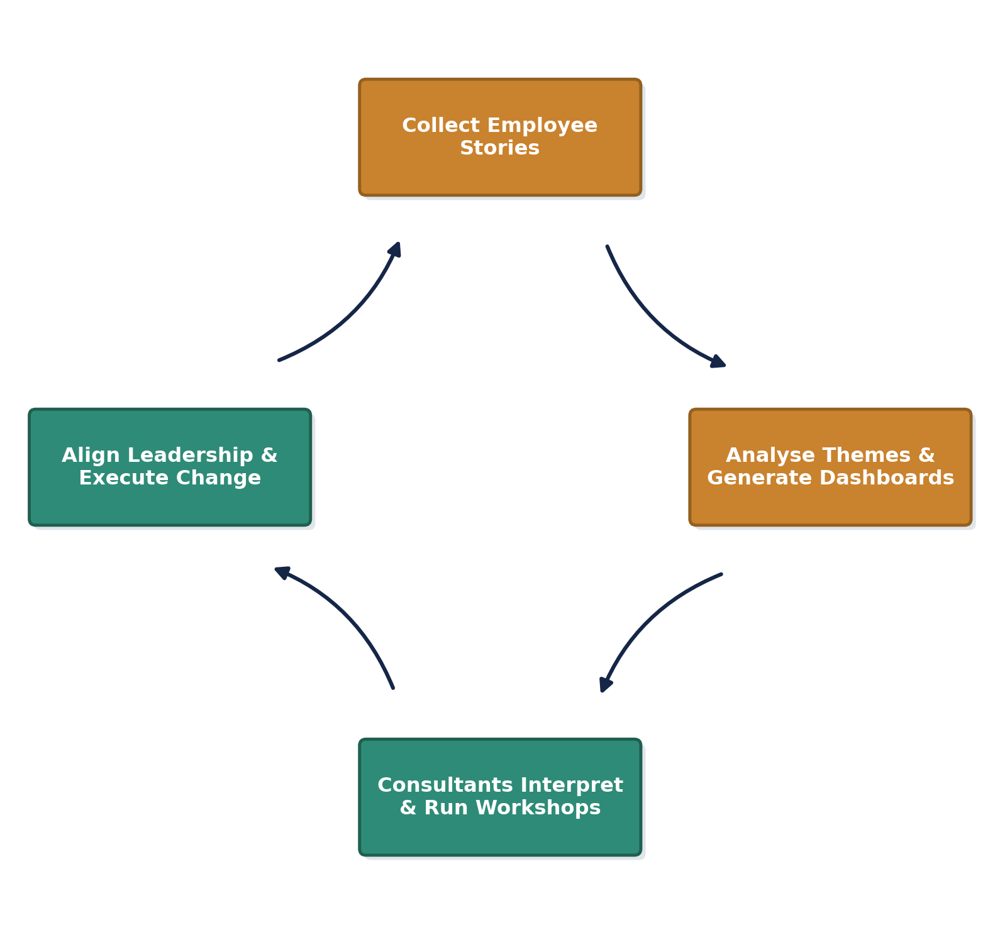 Collect Employee
Stories
Align Leadership &
Execute Change
Analyse Themes &
Generate Dashboards
Consultants Interpret
& Run Workshops